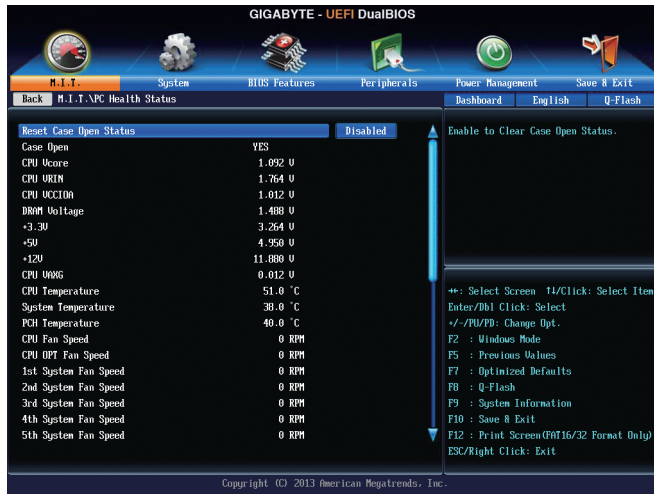 GIGABYTE - UEFI DualBIOS
M.I.T. System BIOS Features Peripherals Power Management Save & Exit
Back M.I.T.\PC Health Status Dashboard English Q-Flash
Reset Case Open Status Disabled
Case Open YES
CPU Vcore 1.092 V
CPU VRIN 1.764 V
CPU VCCIOA 1.012 V
DRAM Voltage 1.488 V
+3.3V 3.264 V
+5V 4.950 V
+12V 11.880 V
CPU VAXG 0.012 V
CPU Temperature 51.0 °C
System Temperature 38.0 °C
PCH Temperature 40.0 °C
CPU Fan Speed 0 RPM
CPU OPT Fan Speed 0 RPM
1st System Fan Speed 0 RPM
2nd System Fan Speed 0 RPM
3rd System Fan Speed 0 RPM
4th System Fan Speed 0 RPM
5th System Fan Speed 0 RPM
Enable to Clear Case Open Status.
→←: Select Screen ↑↓/Click: Select Item
Enter/Dbl Click: Select
+/-/PU/PD: Change Opt.
F2 : Windows Mode
F5 : Previous Values
F7 : Optimized Defaults
F8 : Q-Flash
F9 : System Information
F10 : Save & Exit
F12 : Print Screen(FAT16/32 Format Only)
ESC/Right Click: Exit
Copyright (C) 2013 American Megatrends, Inc.